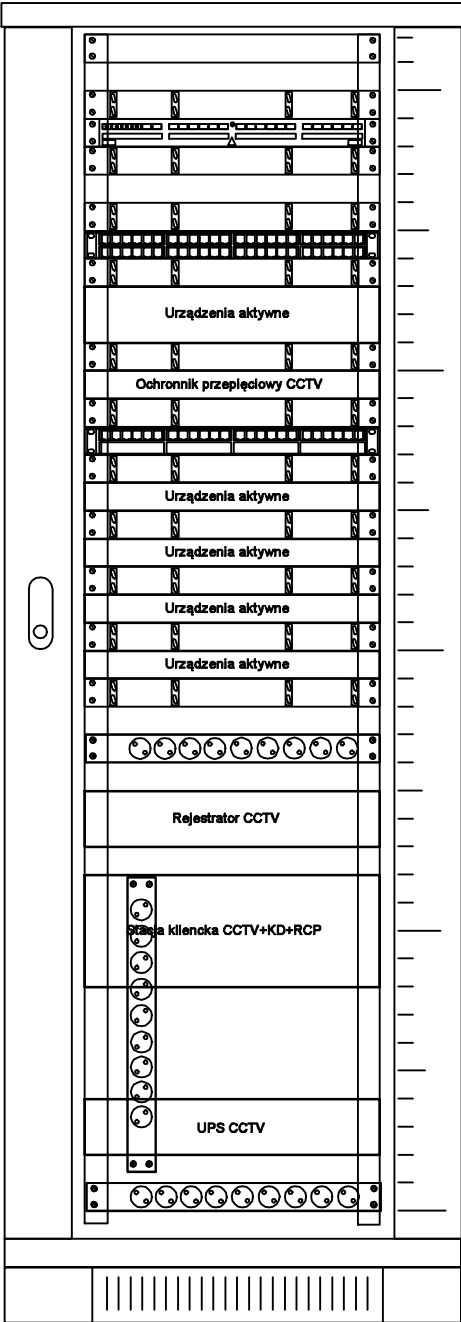 Urządzenia aktywne
Ochronnik przepięciowy CCTV
Urządzenia aktywne
Urządzenia aktywne
Urządzenia aktywne
Urządzenia aktywne
Rejestrator CCTV
Stacja kliencka CCTV+KD+RCP
UPS CCTV